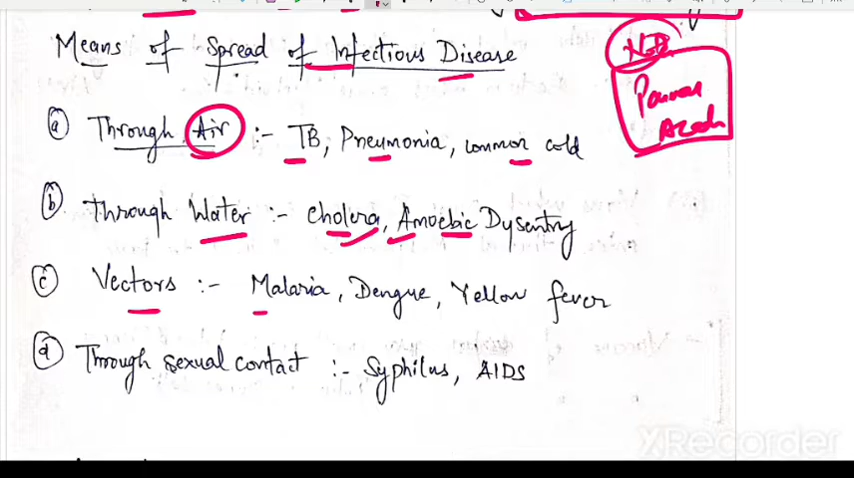 Means of Spread of Infectious Disease
NB
(a) Through Air :- TB, Pneumonia, common cold
(b) Through Water :- Cholera, Amoebic Dysentry
(c) Vectors :- Malaria, Dengue, Yellow fever
(d) Through sexual contact :- Syphilus, AIDS
XRecorder